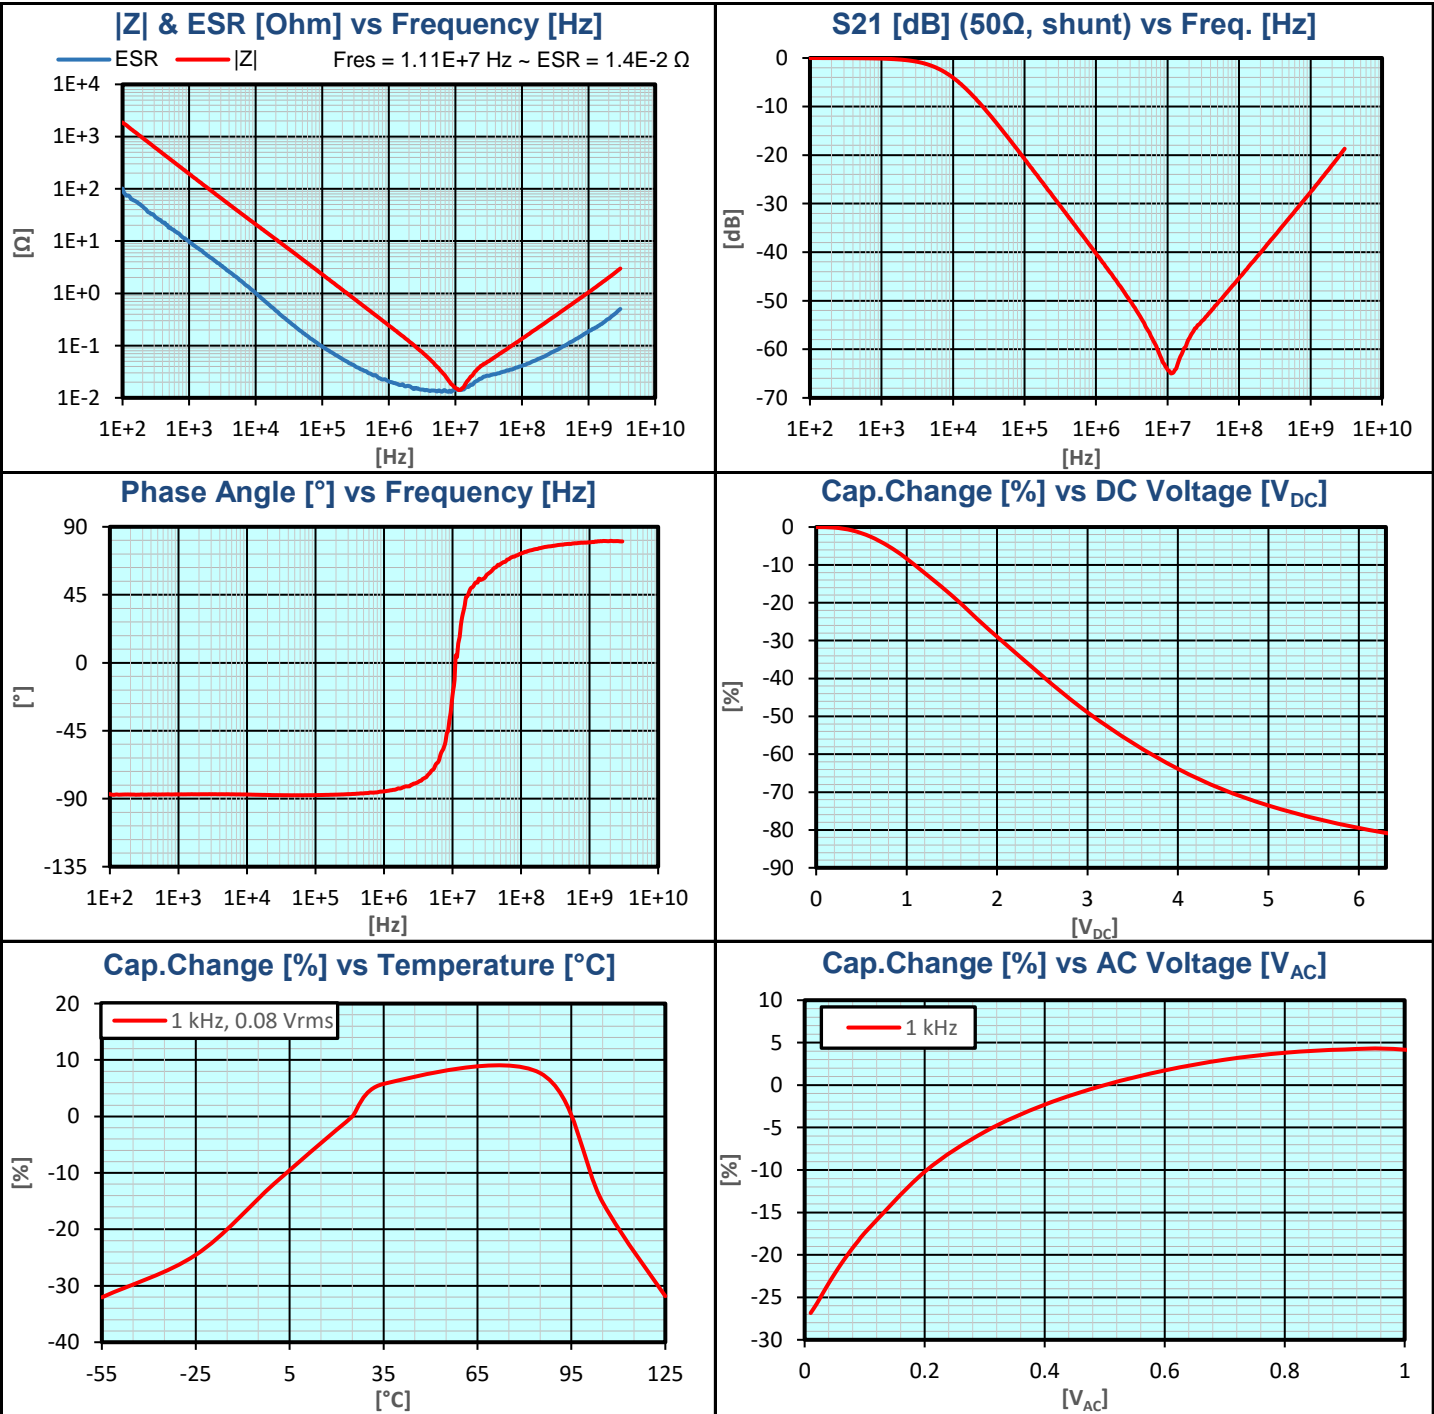 |Z| & ESR [Ohm] vs Frequency [Hz]
ESR |Z| Fres = 1.11E+7 Hz ~ ESR = 1.4E-2 Ω
1E+4
1E+3
1E+2
1E+1
1E+0
1E-1
1E-2
[Ω]
1E+2 1E+3 1E+4 1E+5 1E+6 1E+7 1E+8 1E+9 1E+10
[Hz]
S21 [dB] (50Ω, shunt) vs Freq. [Hz]
0
-10
-20
-30
-40
-50
-60
-70
[dB]
1E+2 1E+3 1E+4 1E+5 1E+6 1E+7 1E+8 1E+9 1E+10
[Hz]
Phase Angle [°] vs Frequency [Hz]
90
45
0
-45
-90
-135
[°]
1E+2 1E+3 1E+4 1E+5 1E+6 1E+7 1E+8 1E+9 1E+10
[Hz]
Cap.Change [%] vs DC Voltage [VDC]
0
-10
-20
-30
-40
-50
-60
-70
-80
-90
[%]
0 1 2 3 4 5 6
[VDC]
Cap.Change [%] vs Temperature [°C]
1 kHz, 0.08 Vrms
20
10
0
-10
-20
-30
-40
[%]
-55 -25 5 35 65 95 125
[°C]
Cap.Change [%] vs AC Voltage [VAC]
1 kHz
10
5
0
-5
-10
-15
-20
-25
-30
[%]
0 0.2 0.4 0.6 0.8 1
[VAC]